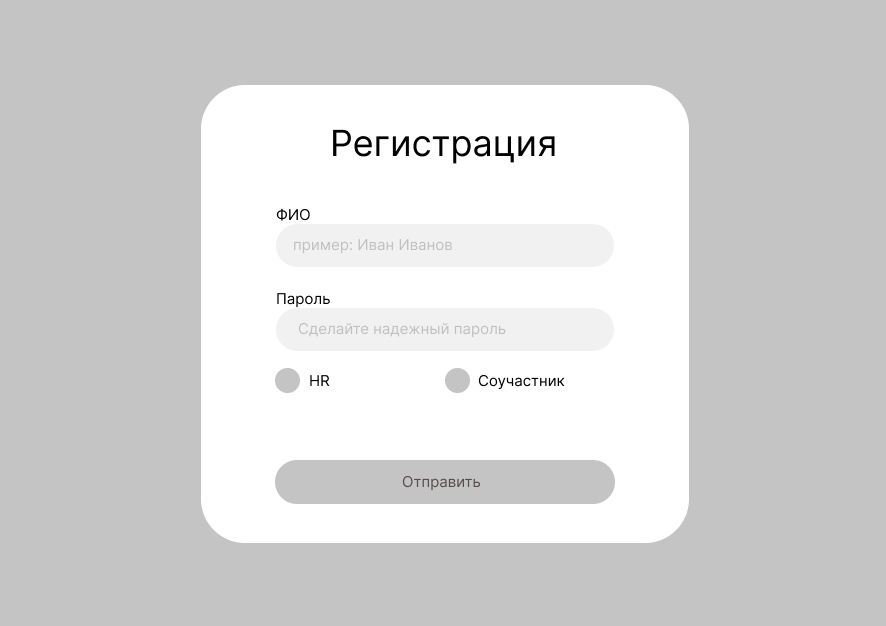 Регистрация
ФИО
пример: Иван Иванов
Пароль
Сделайте надежный пароль
HR Соучастник
Отправить